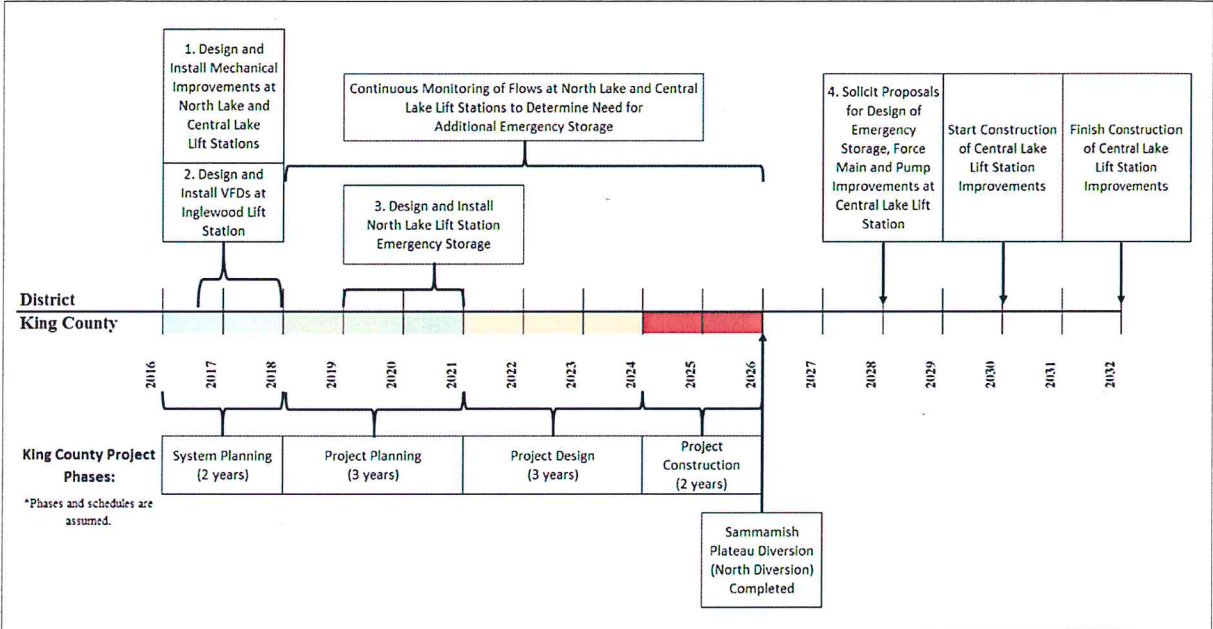 1. Design and
Install Mechanical
Improvements at
North Lake and
Central Lake
Lift Stations
2. Design and
Install VFDs at
Inglewood Lift
Station
Continuous Monitoring of Flows at North Lake and Central
Lake Lift Stations to Determine Need for
Additional Emergency Storage
3. Design and Install
North Lake Lift Station
Emergency Storage
4. Solicit Proposals
for Design of
Emergency
Storage, Force
Main and Pump
Improvements at
Central Lake Lift
Station
Start Construction
of Central Lake
Lift Station
Improvements
Finish Construction
of Central Lake
Lift Station
Improvements
District
King County
2016
2017
2018
2019
2020
2021
2022
2023
2024
2025
2026
2027
2028
2029
2030
2031
2032
King County Project
Phases:
*Phases and schedules are
assumed.
System Planning
(2 years)
Project Planning
(3 years)
Project Design
(3 years)
Project
Construction
(2 years)
Sammamish
Plateau Diversion
(North Diversion)
Completed